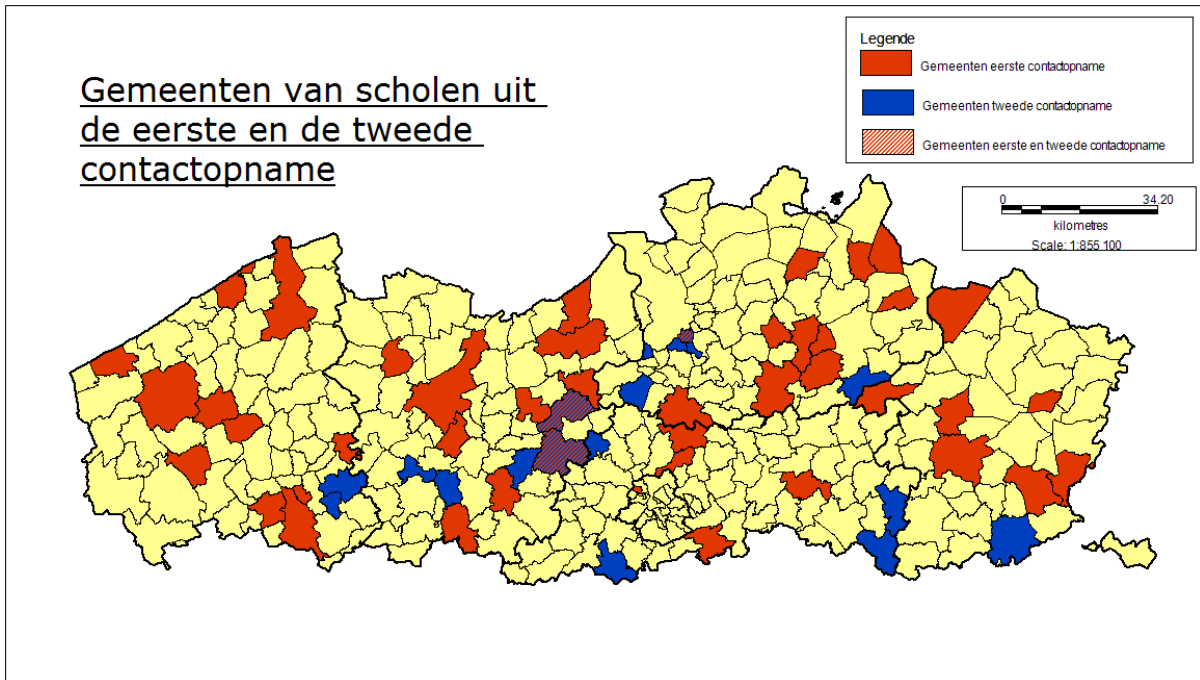 Gemeenten van scholen uit
de eerste en de tweede
contactopname
Legende
Gemeenten eerste contactopname
Gemeenten tweede contactopname
Gemeenten eerste en tweede contactopname
0 34,20
kilometres
Scale: 1:855 100